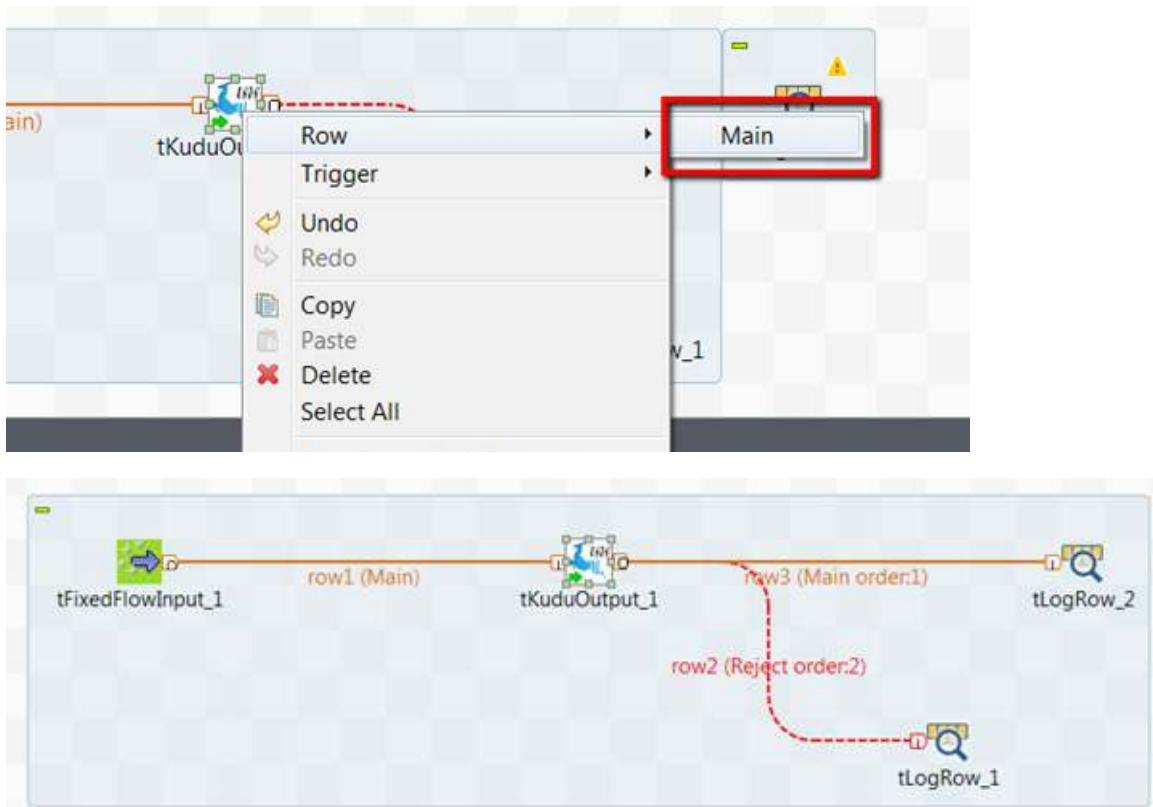 ain)
tKuduOu
Row
Main
Trigger
Undo
Redo
Copy
Paste
Delete
Select All
w_1
row1 (Main)
row3 (Main order:1)
tFixedFlowInput_1
tKuduOutput_1
tLogRow_2
row2 (Reject order:2)
tLogRow_1